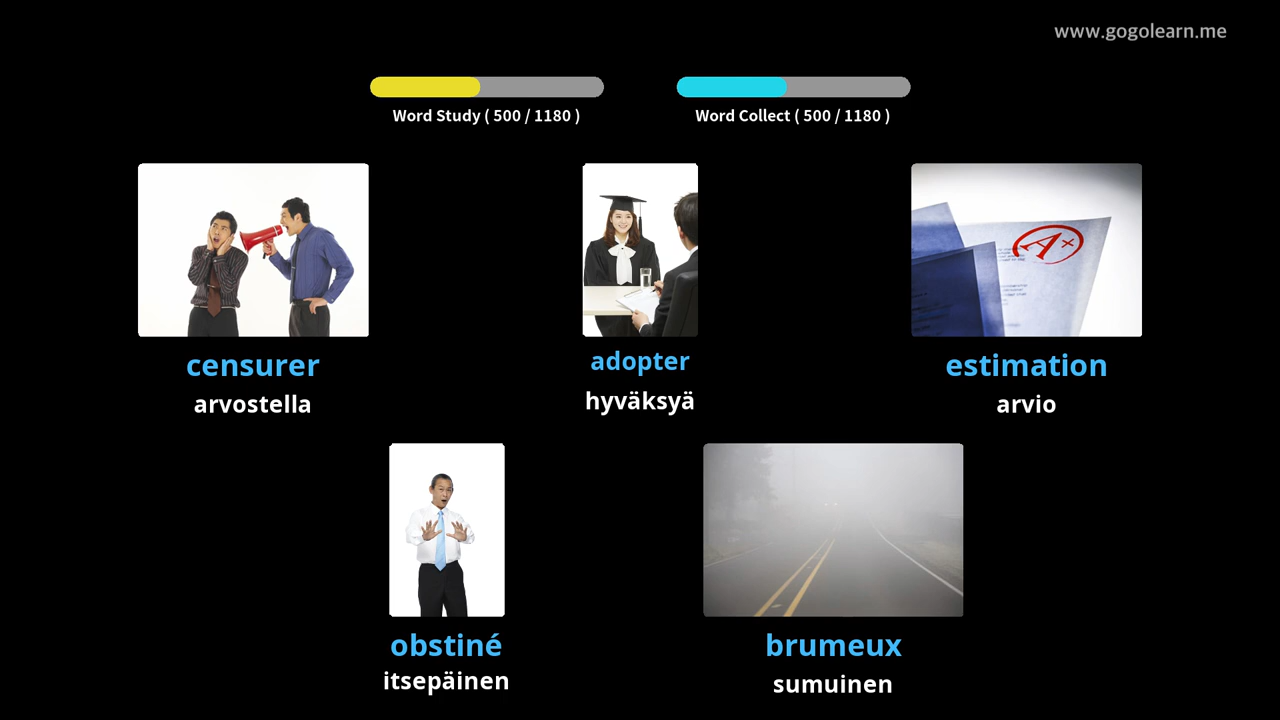 www.gogolearn.me
Word Study ( 500 / 1180 )
Word Collect ( 500 / 1180 )
A+
censurer
arvostella
adopter
hyväksyä
estimation
arvio
obstiné
itsepäinen
brumeux
sumuinen